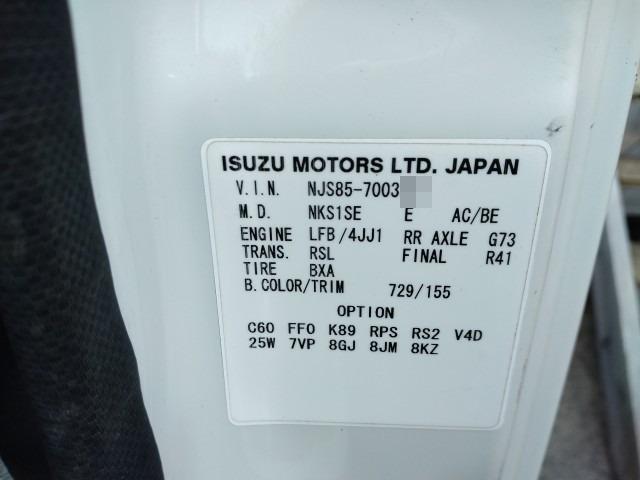 ISUZU MOTORS LTD. JAPAN
V.I.N. NJS85-7003
M.D. NKS1SE E AC/BE
ENGINE LFB/4JJ1 RR AXLE G73
TRANS. RSL FINAL R41
TIRE BXA
B.COLOR/TRIM 729/155
OPTION
C60 FF0 K89 RPS RS2 V4D
25W 7VP 8GJ 8JM 8KZ